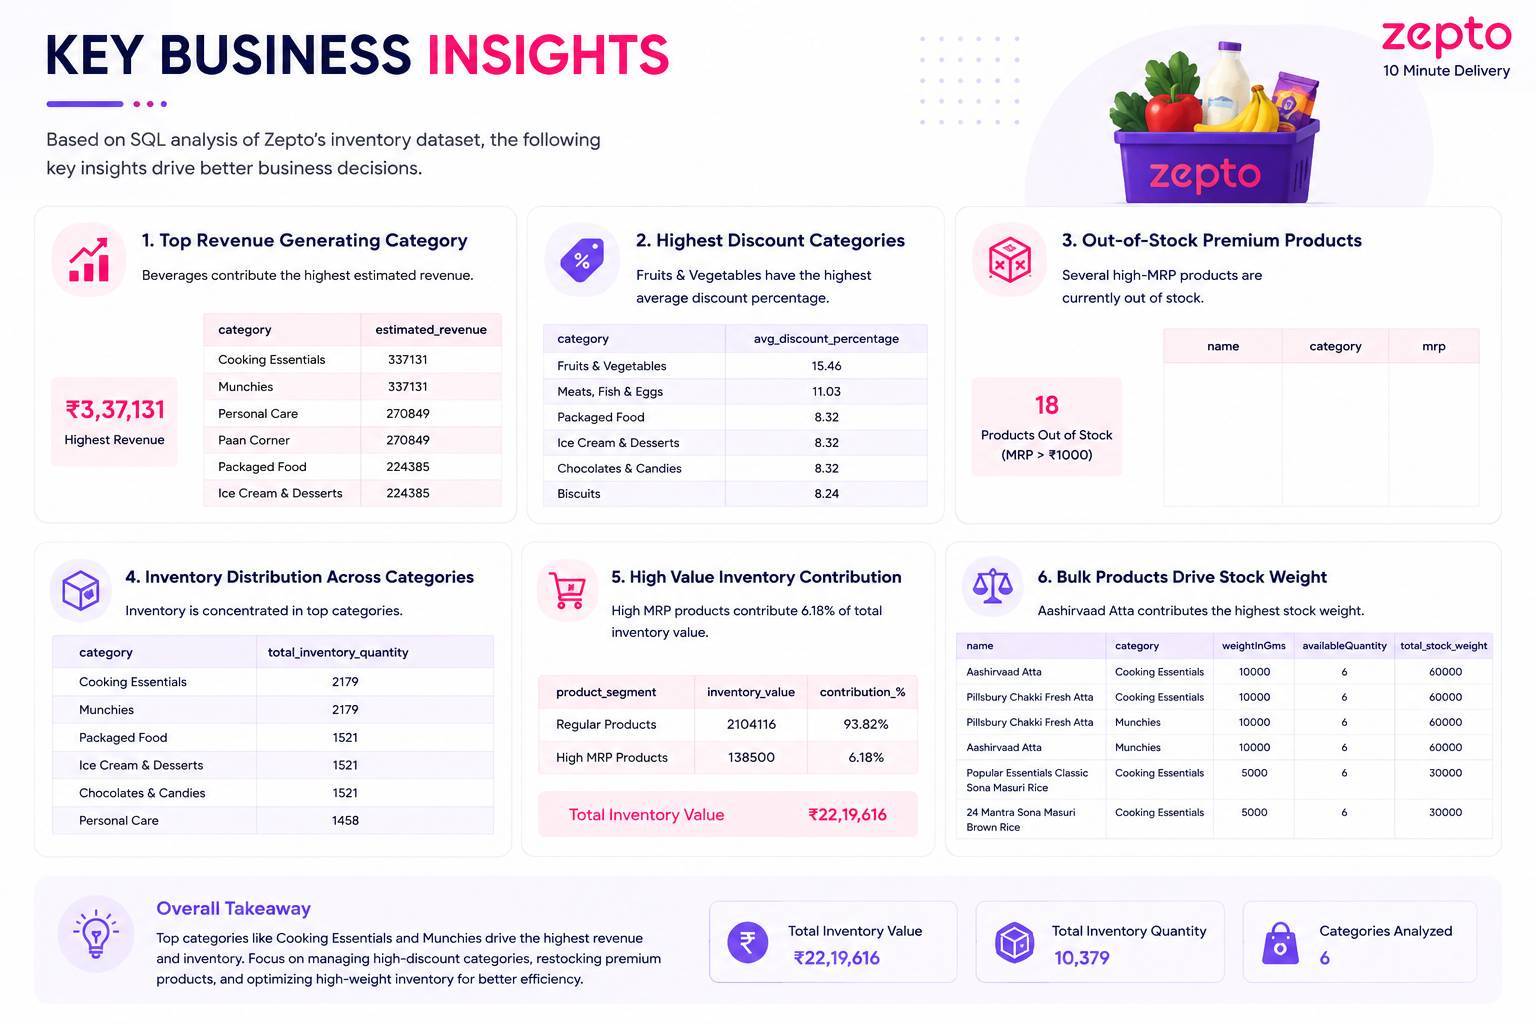 KEY BUSINESS INSIGHTS
zepto
10 Minute Delivery
Based on SQL analysis of Zepto's inventory dataset, the following
key insights drive better business decisions.
zepto
1. Top Revenue Generating Category
Beverages contribute the highest estimated revenue.
category estimated_revenue
Cooking Essentials 337131
Munchies 337131
Personal Care 270849
Paan Corner 270849
Packaged Food 224385
Ice Cream & Desserts 224385
₹3,37,131
Highest Revenue
2. Highest Discount Categories
Fruits & Vegetables have the highest
average discount percentage.
category avg_discount_percentage
Fruits & Vegetables 15.46
Meats, Fish & Eggs 11.03
Packaged Food 8.32
Ice Cream & Desserts 8.32
Chocolates & Candies 8.32
Biscuits 8.24
3. Out-of-Stock Premium Products
Several high-MRP products are
currently out of stock.
name category mrp
18
Products Out of Stock
(MRP > ₹1000)
4. Inventory Distribution Across Categories
Inventory is concentrated in top categories.
category total_inventory_quantity
Cooking Essentials 2179
Munchies 2179
Packaged Food 1521
Ice Cream & Desserts 1521
Chocolates & Candies 1521
Personal Care 1458
5. High Value Inventory Contribution
High MRP products contribute 6.18% of total
inventory value.
product_segment inventory_value contribution_%
Regular Products 2104116 93.82%
High MRP Products 138500 6.18%
Total Inventory Value ₹22,19,616
6. Bulk Products Drive Stock Weight
Aashirvaad Atta contributes the highest stock weight.
name category weightInGms availableQuantity total_stock_weight
Aashirvaad Atta Cooking Essentials 10000 6 60000
Pillsbury Chakki Fresh Atta Cooking Essentials 10000 6 60000
Pillsbury Chakki Fresh Atta Munchies 10000 6 60000
Aashirvaad Atta Munchies 10000 6 60000
Popular Essentials Classic Cooking Essentials 5000 6 30000
Sona Masuri Rice
24 Mantra Sona Masuri Cooking Essentials 5000 6 30000
Brown Rice
Overall Takeaway
Top categories like Cooking Essentials and Munchies drive the highest revenue
and inventory. Focus on managing high-discount categories, restocking premium
products, and optimizing high-weight inventory for better efficiency.
Total Inventory Value
₹22,19,616
Total Inventory Quantity
10,379
Categories Analyzed
6